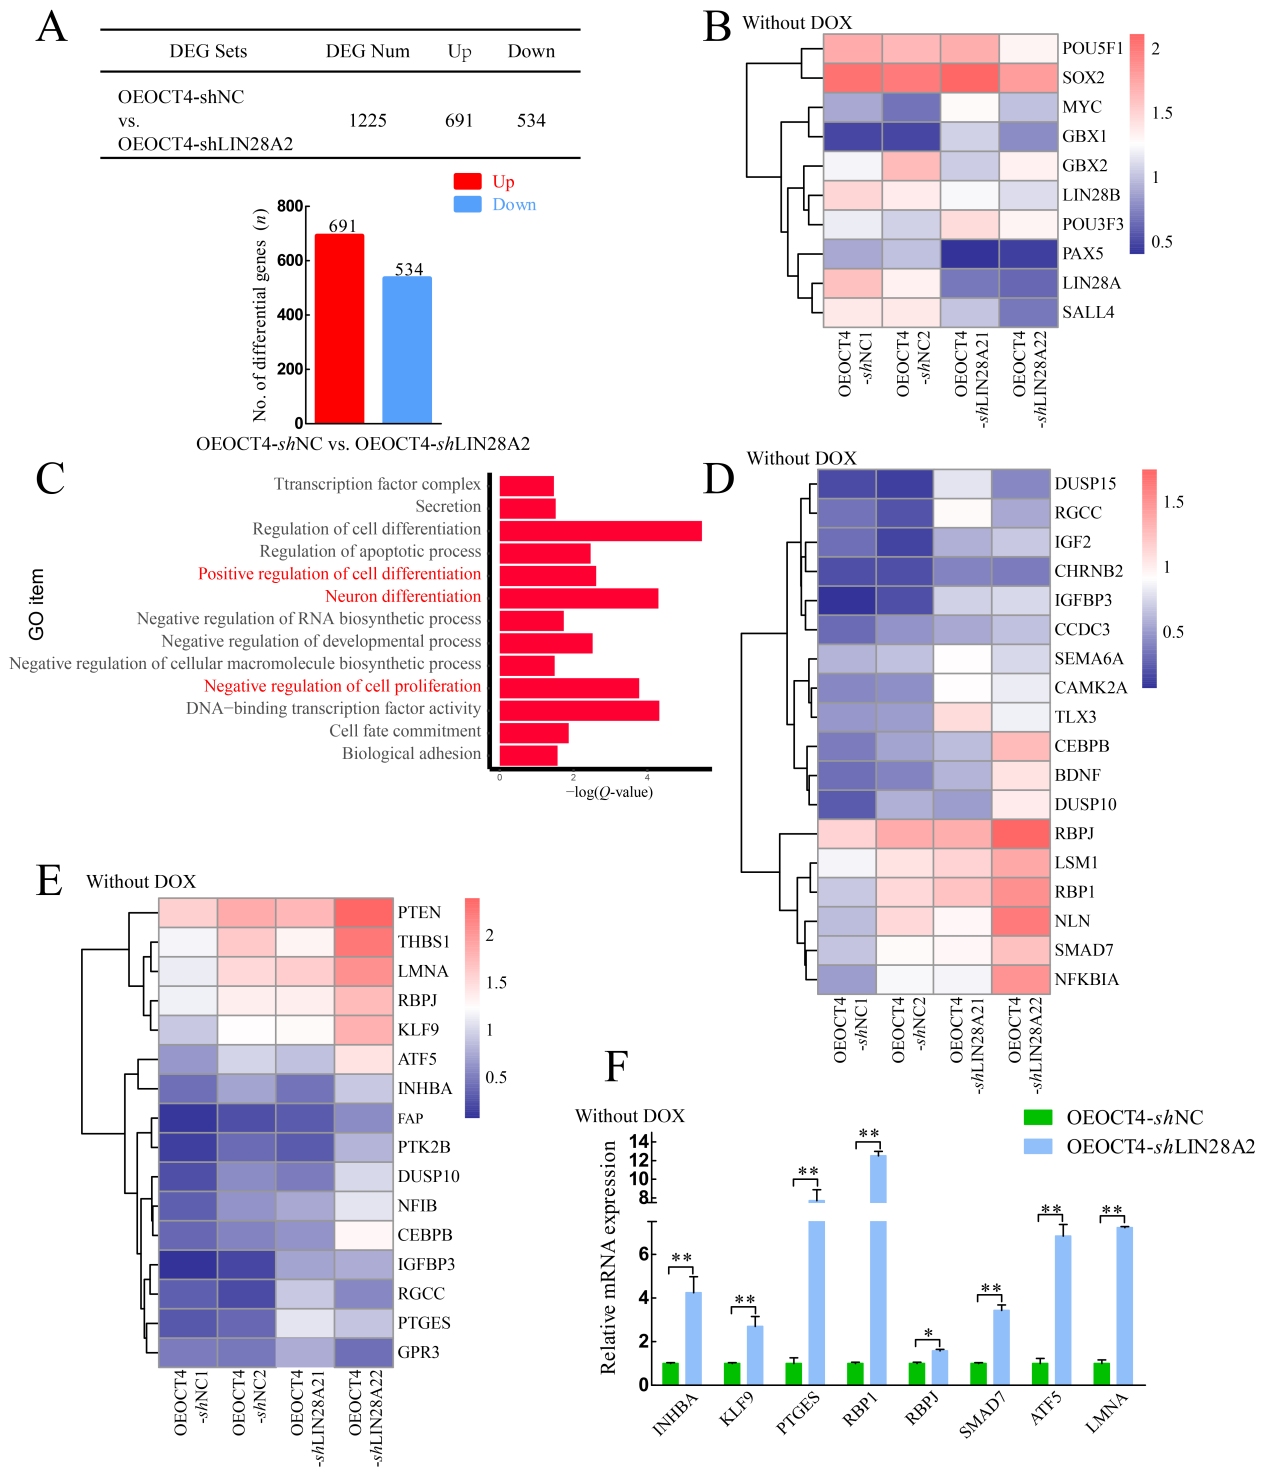 A
DEG Sets DEG Num Up Down
OEOCT4-shNC
vs. 1225 691 534
OEOCT4-shLIN28A2
Up
Down
No. of differential genes (n)
800
600
400
200
0
691
534
OEOCT4-shNC vs. OEOCT4-shLIN28A2
B
Without DOX
POU5F1
SOX2
MYC
GBX1
GBX2
LIN28B
POU3F3
PAX5
LIN28A
SALL4
2
1.5
1
0.5
OEOCT4
-shNC1
OEOCT4
-shNC2
OEOCT4
-shLIN28A21
OEOCT4
-shLIN28A22
C
GO item
Ttranscription factor complex
Secretion
Regulation of cell differentiation
Regulation of apoptotic process
Positive regulation of cell differentiation
Neuron differentiation
Negative regulation of RNA biosynthetic process
Negative regulation of developmental process
Negative regulation of cellular macromolecule biosynthetic process
Negative regulation of cell proliferation
DNA−binding transcription factor activity
Cell fate commitment
Biological adhesion
0 2 4
−log(Q-value)
D
Without DOX
DUSP15
RGCC
IGF2
CHRNB2
IGFBP3
CCDC3
SEMA6A
CAMK2A
TLX3
CEBPB
BDNF
DUSP10
RBPJ
LSM1
RBP1
NLN
SMAD7
NFKBIA
1.5
1
0.5
OEOCT4
-shNC1
OEOCT4
-shNC2
OEOCT4
-shLIN28A21
OEOCT4
-shLIN28A22
E
Without DOX
PTEN
THBS1
LMNA
RBPJ
KLF9
ATF5
INHBA
FAP
PTK2B
DUSP10
NFIB
CEBPB
IGFBP3
RGCC
PTGES
GPR3
2
1.5
1
0.5
OEOCT4
-shNC1
OEOCT4
-shNC2
OEOCT4
-shLIN28A21
OEOCT4
-shLIN28A22
F
Without DOX
OEOCT4-shNC
OEOCT4-shLIN28A2
Relative mRNA expression
14
12
10
8
6
4
2
0
** ** ** ** * ** ** **
INHBA
KLF9
PTGES
RBP1
RBPJ
SMAD7
ATF5
LMNA